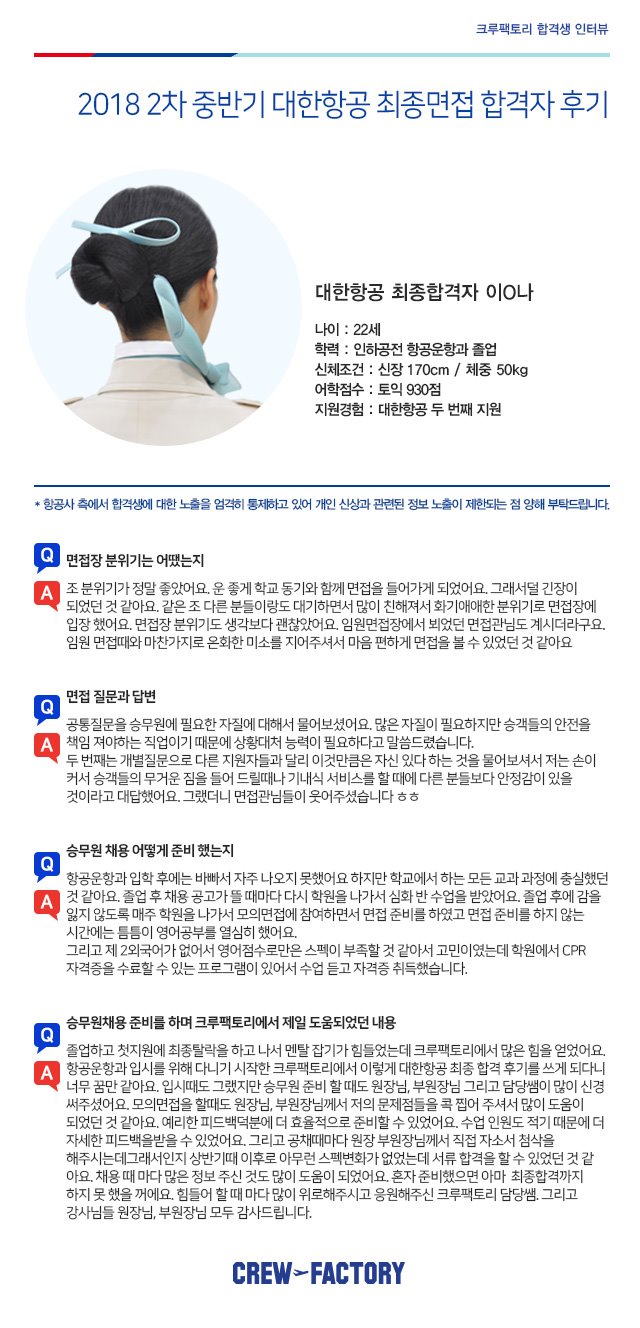 크루팩토리 합격생 인터뷰
2018 2차 중반기 대한항공 최종면접 합격자 후기
대한항공 최종합격자 이O나
나이 : 22세
학력 : 인하공전 항공운항과 졸업
신체조건 : 신장 170cm / 체중 50kg
어학점수 : 토익 930점
지원경험 : 대한항공 두 번째 지원
* 항공사 측에서 합격생에 대한 노출을 엄격히 통제하고 있어 개인 신상과 관련된 정보 노출이 제한되는 점 양해 부탁드립니다.
Q 면접장 분위기는 어땠는지
A 조 분위기가 정말 좋았어요. 운 좋게 학교 동기와 함께 면접을 들어가게 되었어요. 그래서덜 긴장이
되었던 것 같아요. 같은 조 다른 분들이랑도 대기하면서 많이 친해져서 화기애애한 분위기로 면접장에
입장 했어요. 면접장 분위기도 생각보다 괜찮았어요. 임원면접장에서 뵈었던 면접관님도 계시더라구요.
임원 면접때와 마찬가지로 온화한 미소를 지어주셔서 마음 편하게 면접을 볼 수 있었던 것 같아요
Q 면접 질문과 답변
A 공통질문을 승무원에 필요한 자질에 대해서 물어보셨어요. 많은 자질이 필요하지만 승객들의 안전을
책임 져야하는 직업이기 때문에 상황대처 능력이 필요하다고 말씀드렸습니다.
두 번째는 개별질문으로 다른 지원자들과 달리 이것만큼은 자신 있다 하는 것을 물어보셔서 저는 손이
커서 승객들의 무거운 짐을 들어 드릴때나 기내식 서비스를 할 때에 다른 분들보다 안정감이 있을
것이라고 대답했어요. 그랬더니 면접관님들이 웃어주셨습니다 ㅎㅎ
Q 승무원 채용 어떻게 준비 했는지
A 항공운항과 입학 후에는 바빠서 자주 나오지 못했어요 하지만 학교에서 하는 모든 교과 과정에 충실했던
것 같아요. 졸업 후 채용 공고가 뜰 때마다 다시 학원을 나가서 심화 반 수업을 받았어요. 졸업 후에 감을
잃지 않도록 매주 학원을 나가서 모의면접에 참여하면서 면접 준비를 하였고 면접 준비를 하지 않는
시간에는 틈틈이 영어공부를 열심히 했어요.
그리고 제 2외국어가 없어서 영어점수로만은 스펙이 부족할 것 같아서 고민이였는데 학원에서 CPR
자격증을 수료할 수 있는 프로그램이 있어서 수업 듣고 자격증 취득했습니다.
Q 승무원채용 준비를 하며 크루팩토리에서 제일 도움되었던 내용
A 졸업하고 첫지원에 최종탈락을 하고 나서 멘탈 잡기가 힘들었는데 크루팩토리에서 많은 힘을 얻었어요.
항공운항과 입시를 위해 다니기 시작한 크루팩토리에서 이렇게 대한항공 최종 합격 후기를 쓰게 되다니
너무 꿈만 같아요. 입시때도 그랬지만 승무원 준비 할 때도 원장님, 부원장님 그리고 담당쌤이 많이 신경
써주셨어요. 모의면접을 할때도 원장님, 부원장님께서 저의 문제점들을 콕 찝어 주셔서 많이 도움이
되었던 것 같아요. 예리한 피드백덕분에 더 효율적으로 준비할 수 있었어요. 수업 인원도 적기 때문에 더
자세한 피드백을받을 수 있었어요. 그리고 공채때마다 원장 부원장님께서 직접 자소서 첨삭을
해주시는데그래서인지 상반기때 이후로 아무런 스펙변화가 없었는데 서류 합격을 할 수 있었던 것 같
아요. 채용 때 마다 많은 정보 주신 것도 많이 도움이 되었어요. 혼자 준비했으면 아마 최종합격까지
하지 못 했을 꺼에요. 힘들어 할 때 마다 많이 위로해주시고 응원해주신 크루팩토리 담당쌤. 그리고
강사님들 원장님, 부원장님 모두 감사드립니다.
CREW FACTORY